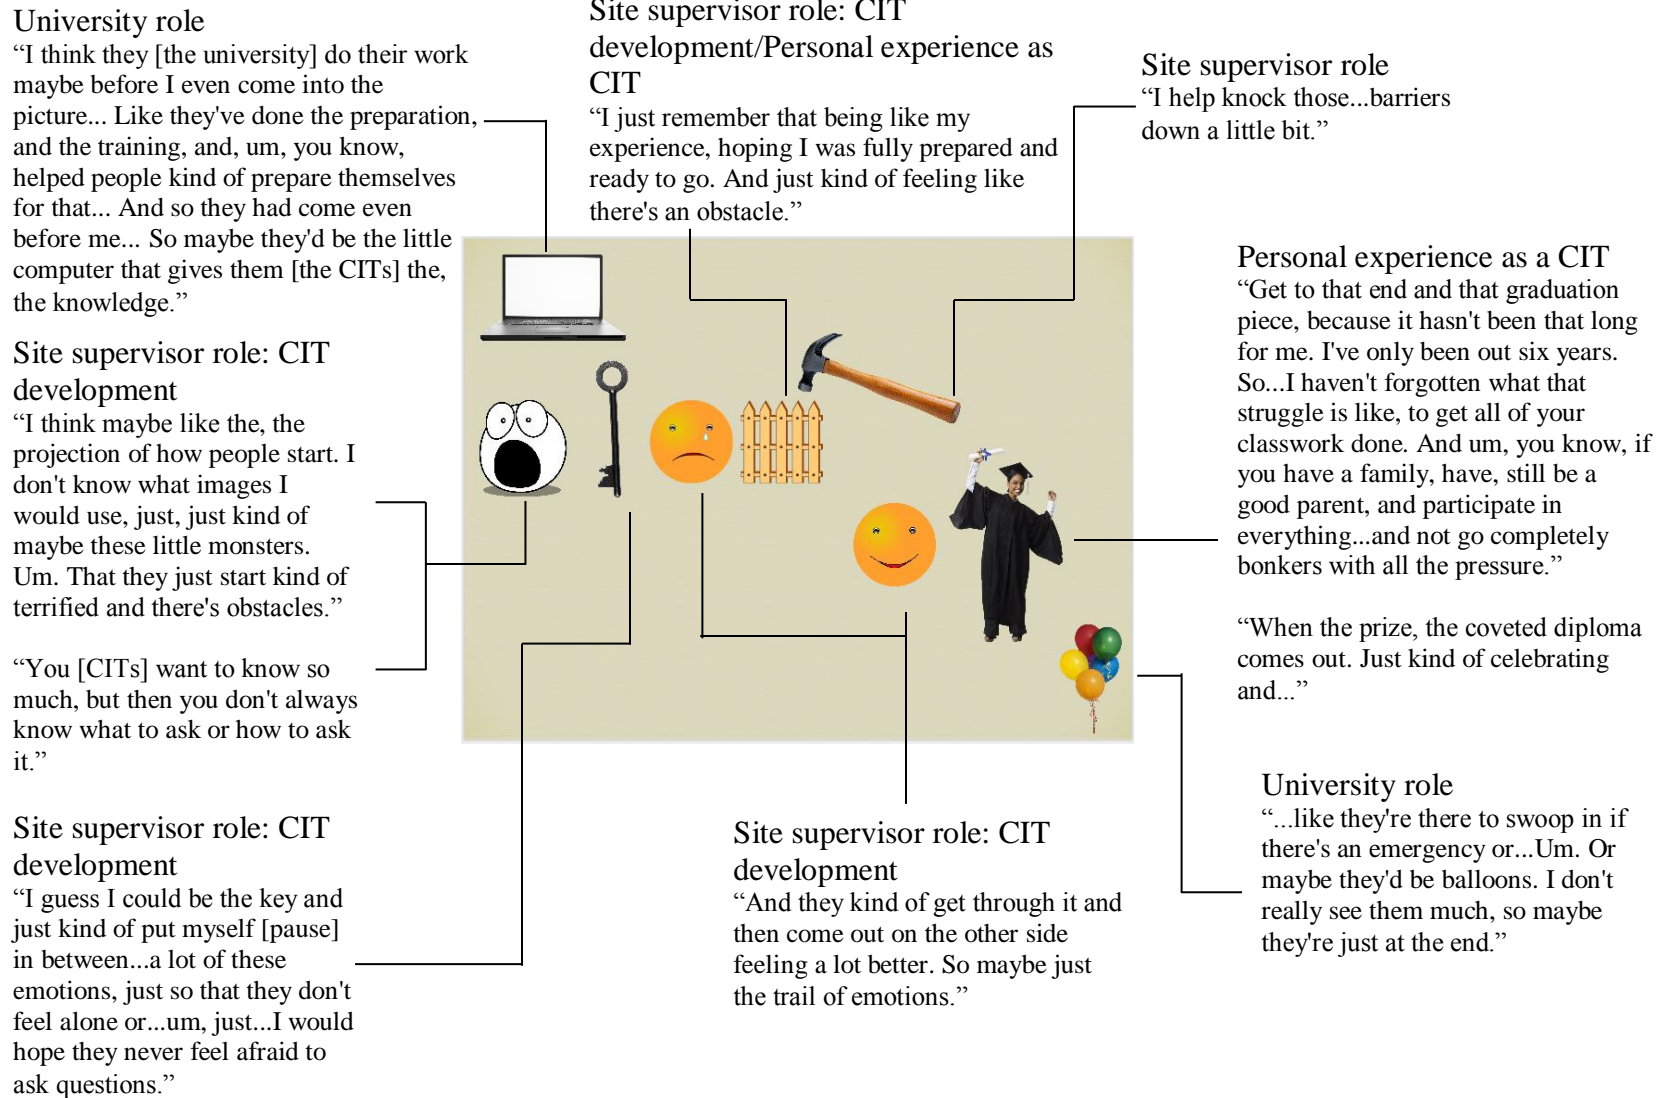 University role
“I think they [the university] do their work
maybe before I even come into the
picture... Like they've done the preparation,
and the training, and, um, you know,
helped people kind of prepare themselves
for that... And so they had come even
before me... So maybe they'd be the little
computer that gives them [the CITs] the,
the knowledge.”
Site supervisor role: CIT
development
“I think maybe like the, the
projection of how people start. I
don't know what images I
would use, just, just kind of
maybe these little monsters.
Um. That they just start kind of
terrified and there's obstacles.”
“You [CITs] want to know so
much, but then you don't always
know what to ask or how to ask
it.”
Site supervisor role: CIT
development
“I guess I could be the key and
just kind of put myself [pause]
in between...a lot of these
emotions, just so that they don't
feel alone or...um, just...I would
hope they never feel afraid to
ask questions.”
Site supervisor role: CIT
development/Personal experience as
CIT
“I just remember that being like my
experience, hoping I was fully prepared and
ready to go. And just kind of feeling like
there's an obstacle.”
Site supervisor role
“I help knock those...barriers
down a little bit.”
Personal experience as a CIT
“Get to that end and that graduation
piece, because it hasn't been that long
for me. I've only been out six years.
So...I haven't forgotten what that
struggle is like, to get all of your
classwork done. And um, you know, if
you have a family, have, still be a
good parent, and participate in
everything...and not go completely
bonkers with all the pressure.”
“When the prize, the coveted diploma
comes out. Just kind of celebrating
and...”
Site supervisor role: CIT
development
“And they kind of get through it and
then come out on the other side
feeling a lot better. So maybe just
the trail of emotions.”
University role
“...like they're there to swoop in if
there's an emergency or...Um. Or
maybe they'd be balloons. I don't
really see them much, so maybe
they're just at the end.”